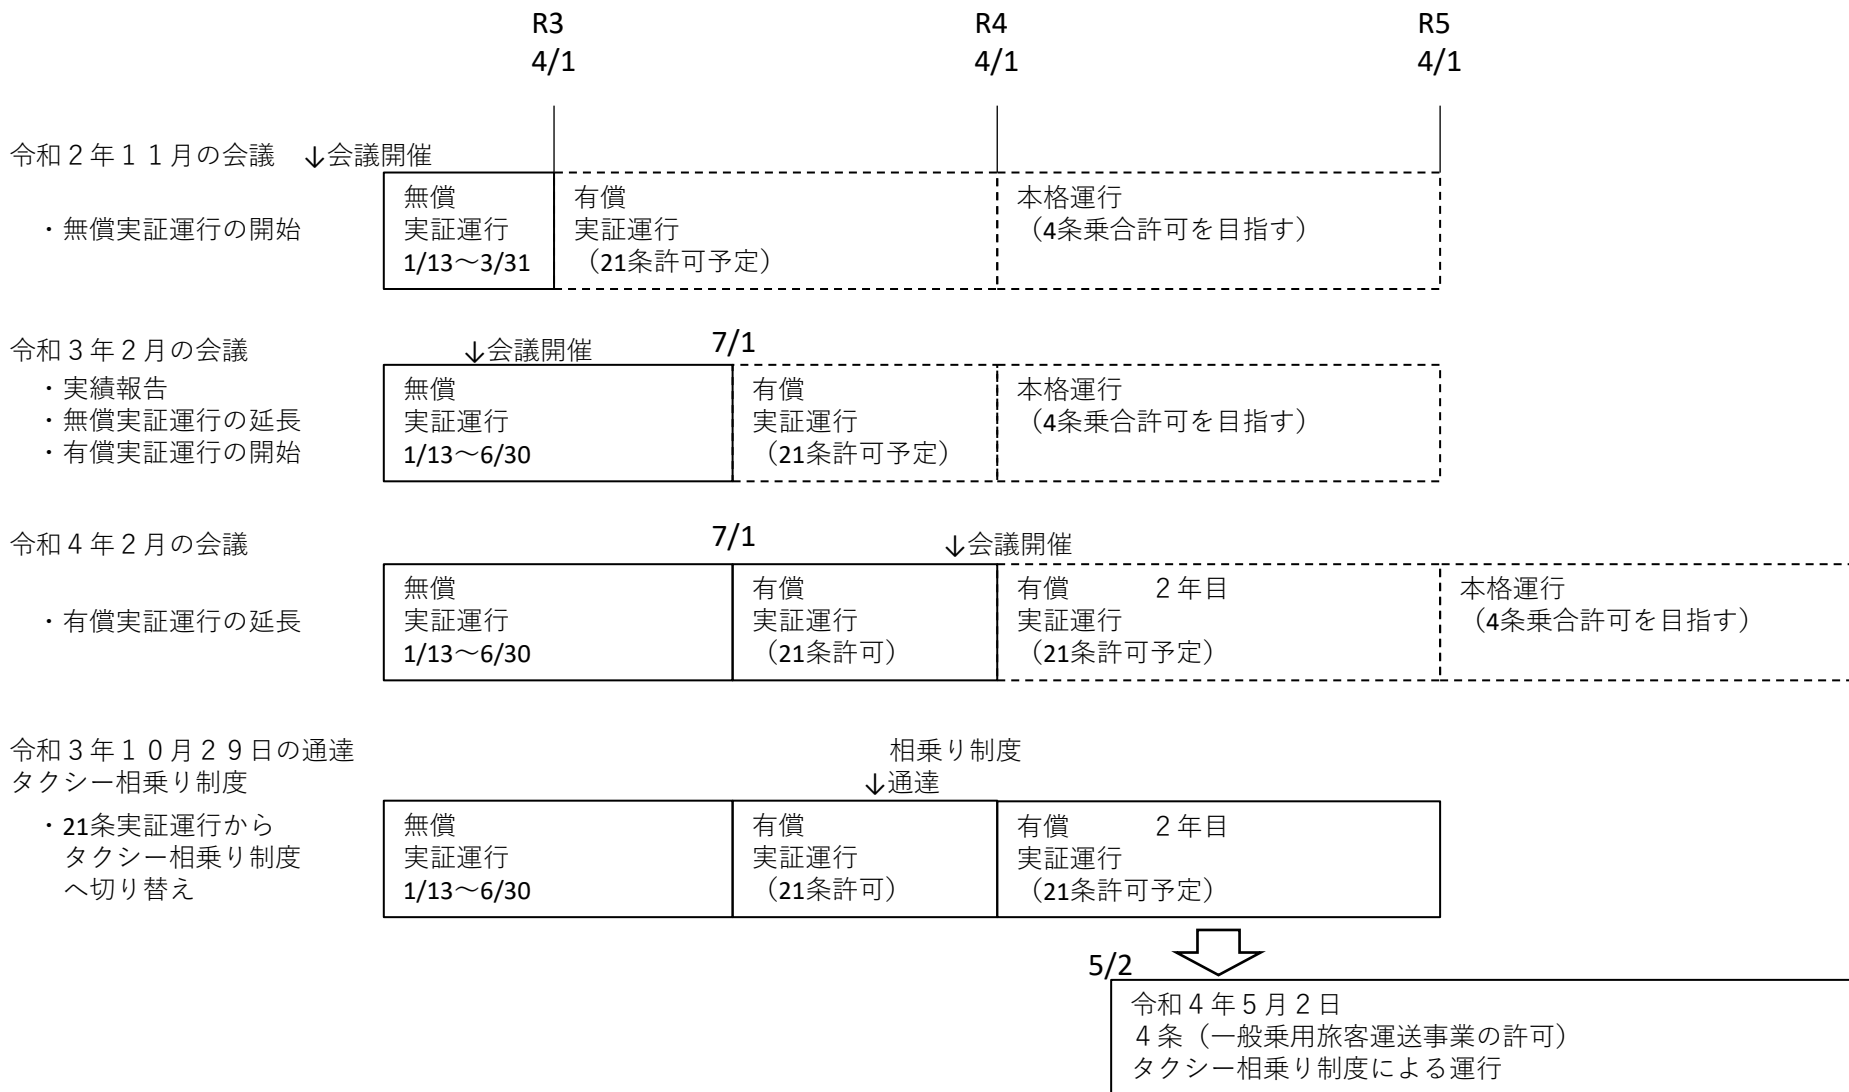 R3
4/1
R4
4/1
R5
4/1
令和２年１１月の会議 ↓会議開催
・無償実証運行の開始
無償
実証運行
1/13～3/31
有償
実証運行
（21条許可予定）
本格運行
（4条乗合許可を目指す）
令和３年２月の会議
↓会議開催
7/1
・実績報告
・無償実証運行の延長
・有償実証運行の開始
無償
実証運行
1/13～6/30
有償
実証運行
（21条許可予定）
本格運行
（4条乗合許可を目指す）
令和４年２月の会議
7/1
↓会議開催
・有償実証運行の延長
無償
実証運行
1/13～6/30
有償
実証運行
（21条許可）
有償　２年目
実証運行
（21条許可予定）
本格運行
（4条乗合許可を目指す）
令和３年１０月２９日の通達
タクシー相乗り制度
相乗り制度
↓通達
・21条実証運行から
タクシー相乗り制度
へ切り替え
無償
実証運行
1/13～6/30
有償
実証運行
（21条許可）
有償　２年目
実証運行
（21条許可予定）
5/2
令和４年５月２日
４条（一般乗用旅客運送事業の許可）
タクシー相乗り制度による運行